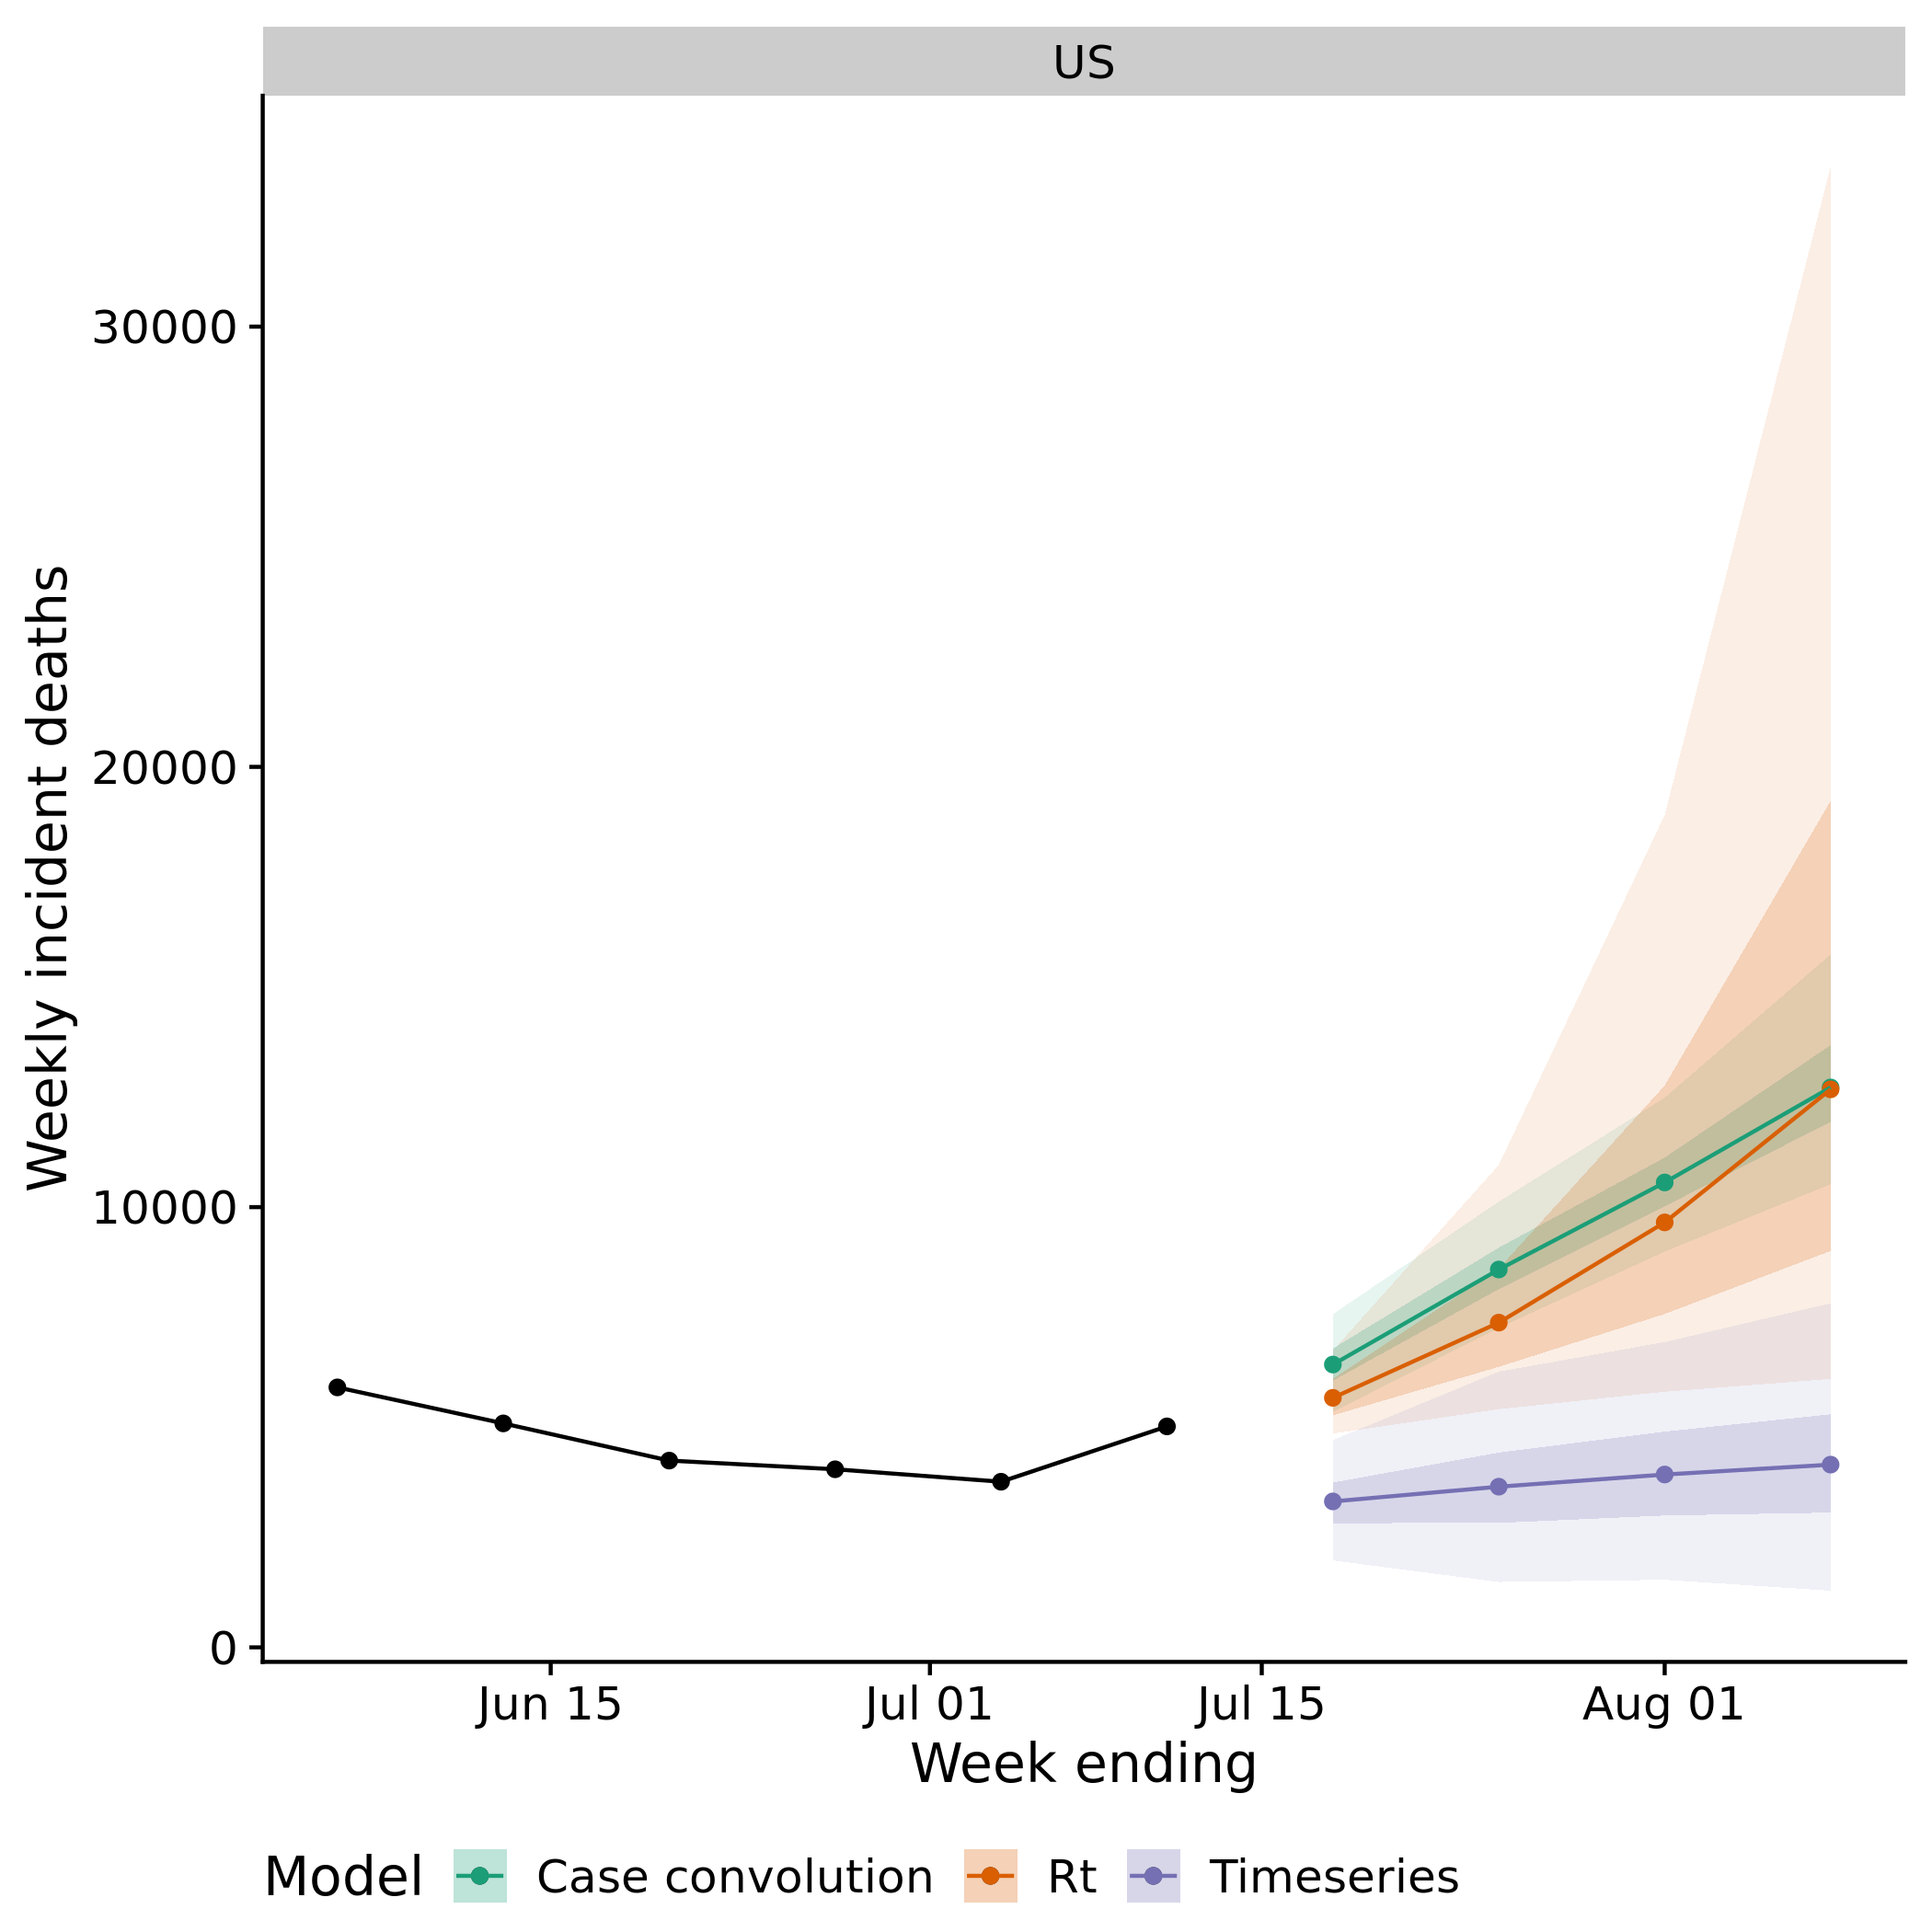 US
Weekly incident deaths
30000
20000
10000
0
Jun 15 Jul 01 Jul 15 Aug 01
Week ending
Model Case convolution Rt Timeseries